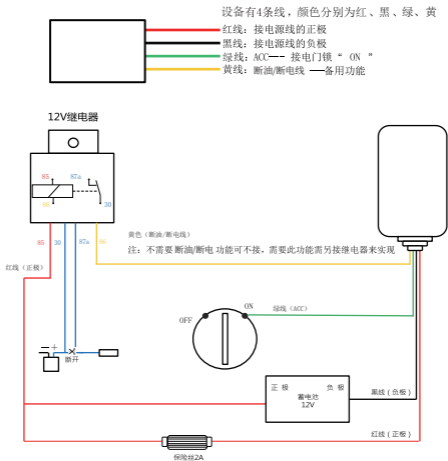 设备有4条线，颜色分别为红、黑、绿、黄
红线：接电源线的正极
黑线：接电源线的负极
绿线：ACC—— 接电门锁“ ON ”
黄线：断油/断电线 ——备用功能
12V继电器
85
87a
86
30
85
30
87a
86
黄色（断油/断电线）
注：不需要断油/断电 功能可不接，需要此功能需另接继电器来实现
红线（正极）
OFF
ON
绿线（ACC）
断开
正 极
负 极
蓄电池
12V
黑线（负极）
红线（正极）
保险丝2A